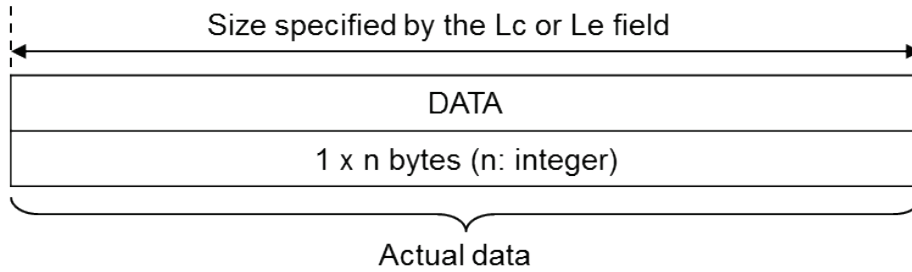 Size specified by the Lc or Le field
DATA
1 x n bytes (n: integer)
Actual data